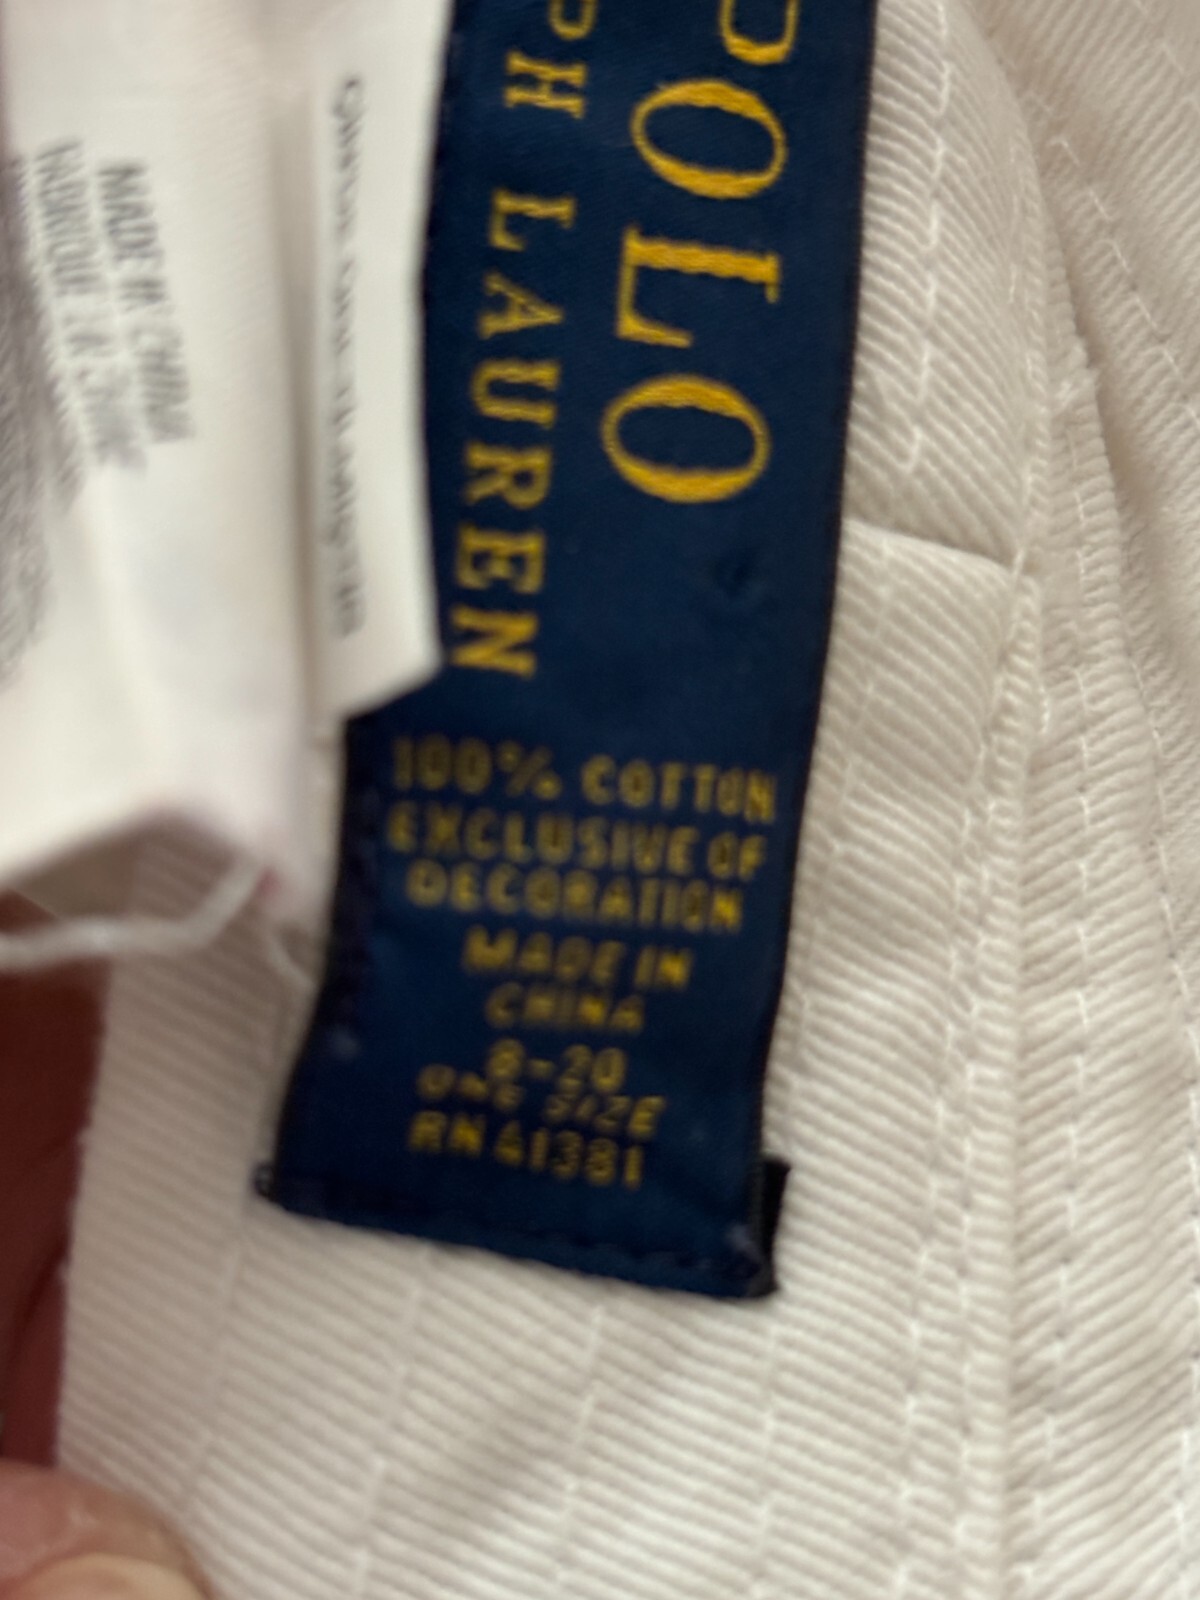 POLO
PH LAUREN
100% COTTON
EXCLUSIVE OF
DECORATION
MADE IN
CHINA
8-20
ONE SIZE
RN 41381
MADE IN CHINA